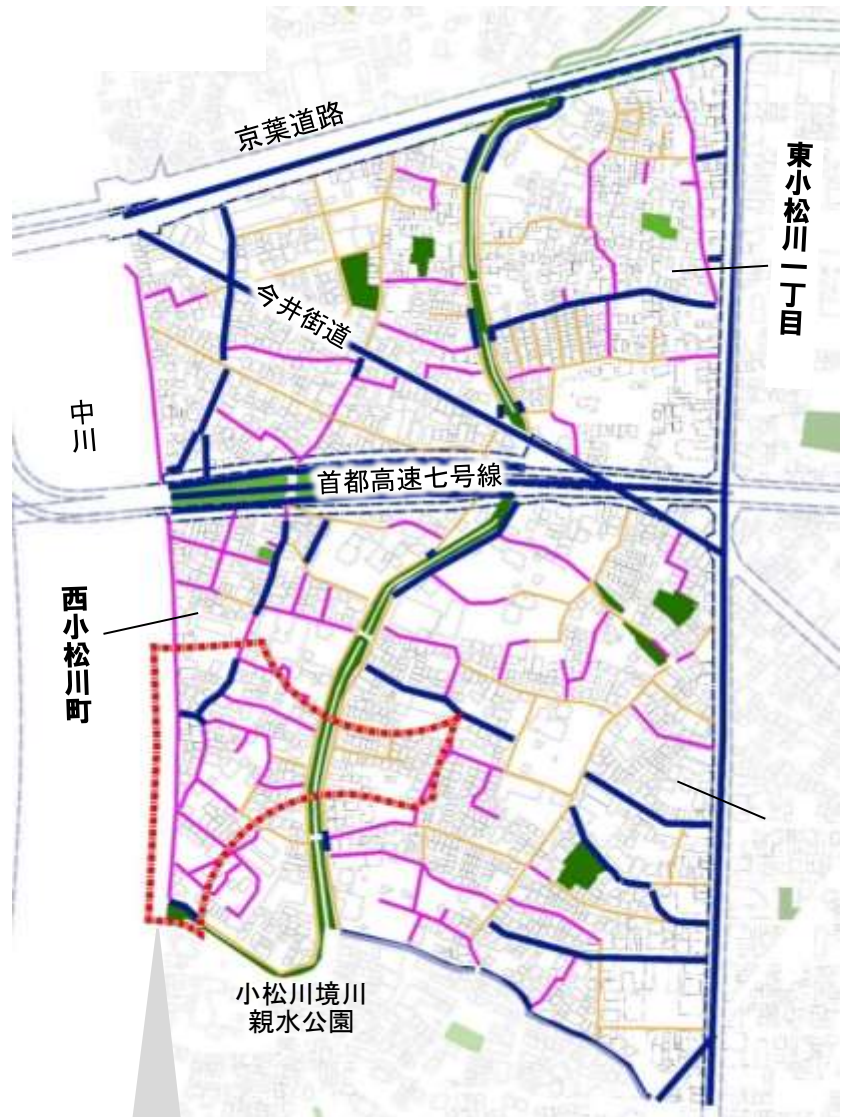 京葉道路
東小松川一丁目
今井街道
中川
首都高速七号線
西小松川町
小松川境川
親水公園